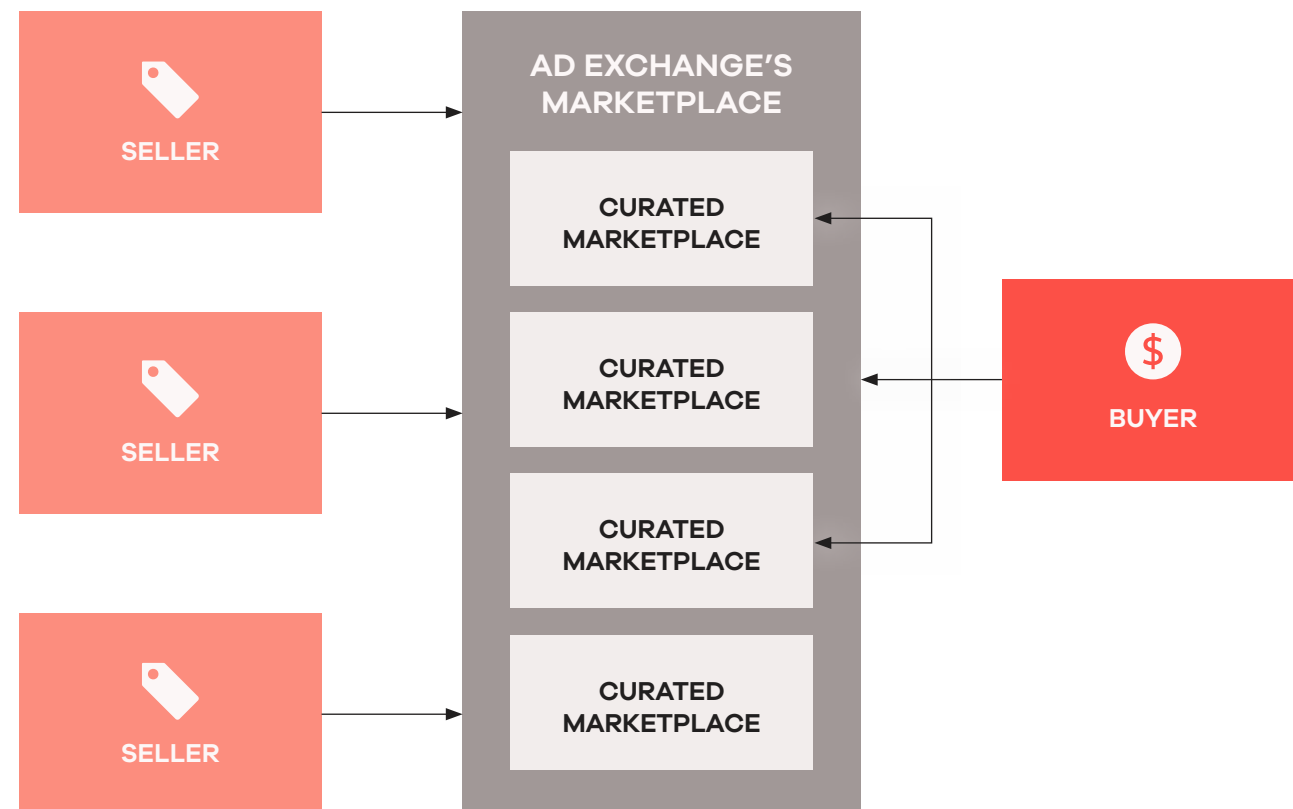 SELLER
SELLER
SELLER
AD EXCHANGE’S
MARKETPLACE
CURATED
MARKETPLACE
CURATED
MARKETPLACE
CURATED
MARKETPLACE
CURATED
MARKETPLACE
$
BUYER